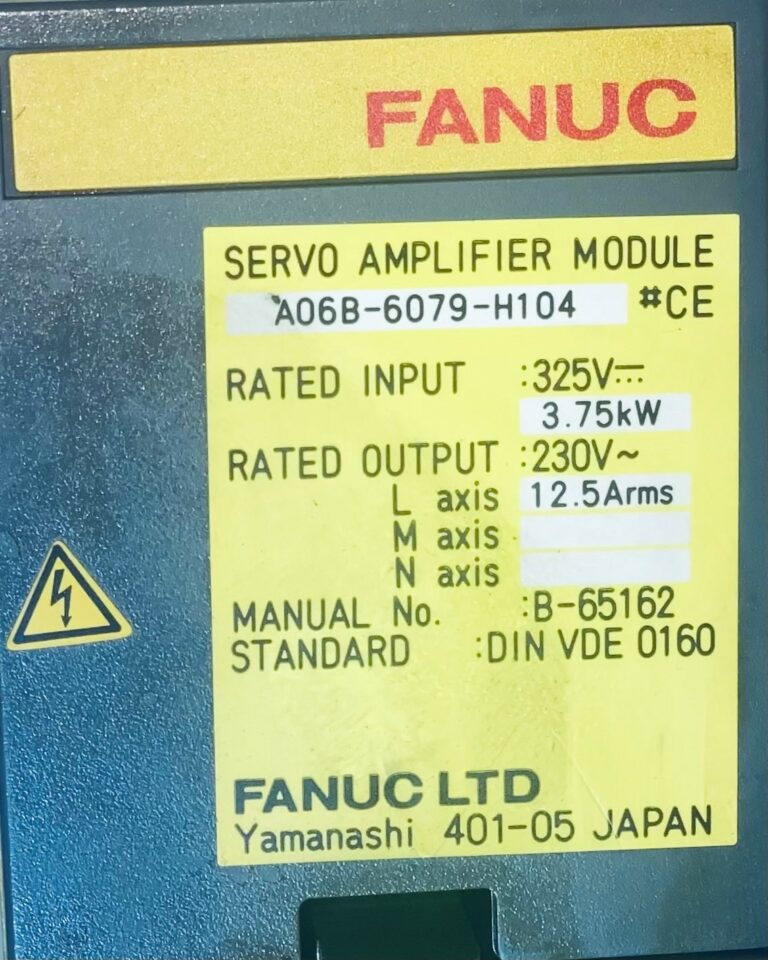 FANUC
SERVO AMPLIFIER MODULE
A06B-6079-H104 #CE
RATED INPUT :325V⎓
3.75kW
RATED OUTPUT :230V~
L axis 12.5Arms
M axis
N axis
MANUAL No. :B-65162
STANDARD :DIN VDE 0160
FANUC LTD
Yamanashi 401-05 JAPAN